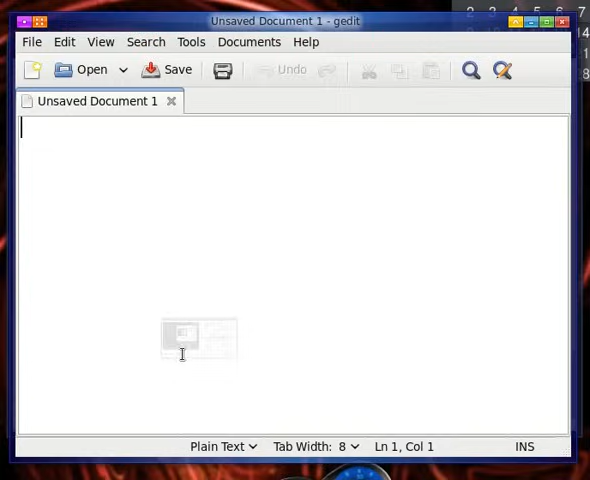 Unsaved Document 1 - gedit
File Edit View Search Tools Documents Help
Open Save Undo
Unsaved Document 1
Plain Text Tab Width: 8 Ln 1, Col 1 INS